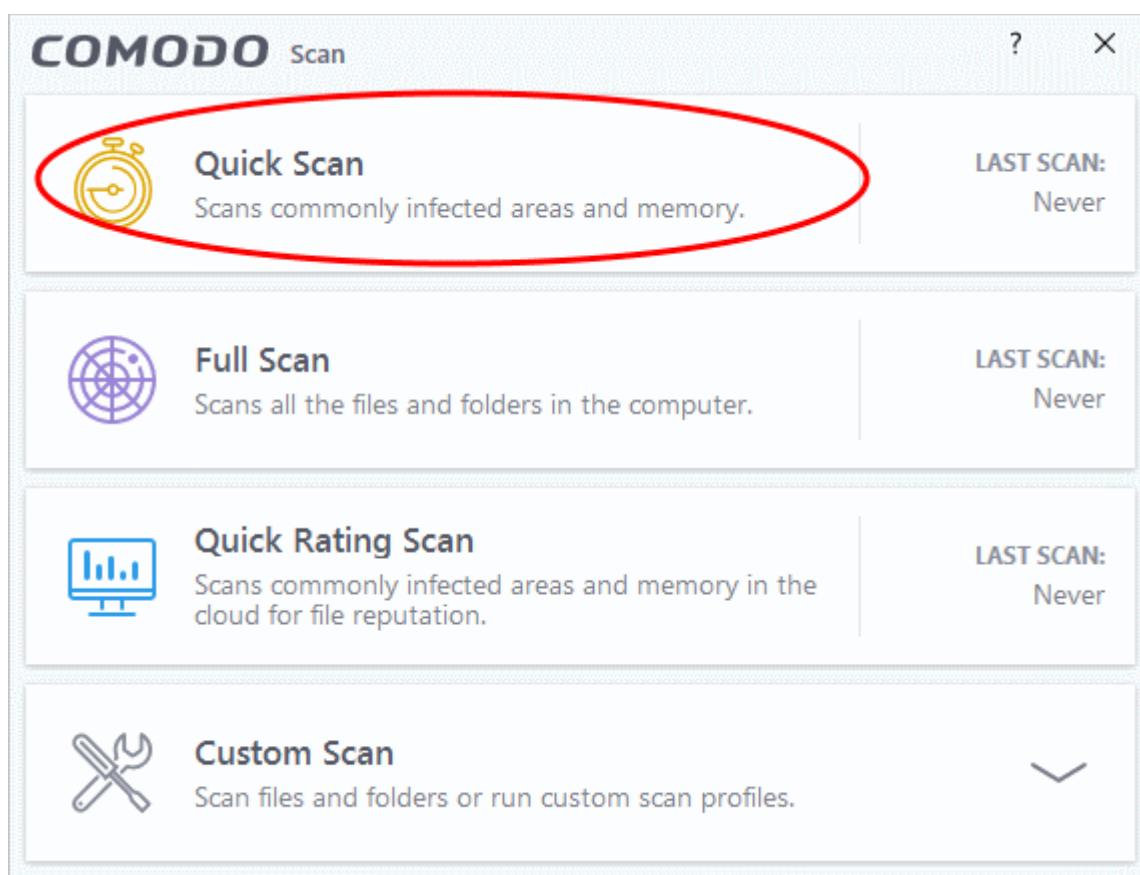 COMODO Scan ?
Quick Scan
Scans commonly infected areas and memory.
LAST SCAN:
Never
Full Scan
Scans all the files and folders in the computer.
LAST SCAN:
Never
Quick Rating Scan
Scans commonly infected areas and memory in the
cloud for file reputation.
LAST SCAN:
Never
Custom Scan
Scan files and folders or run custom scan profiles.